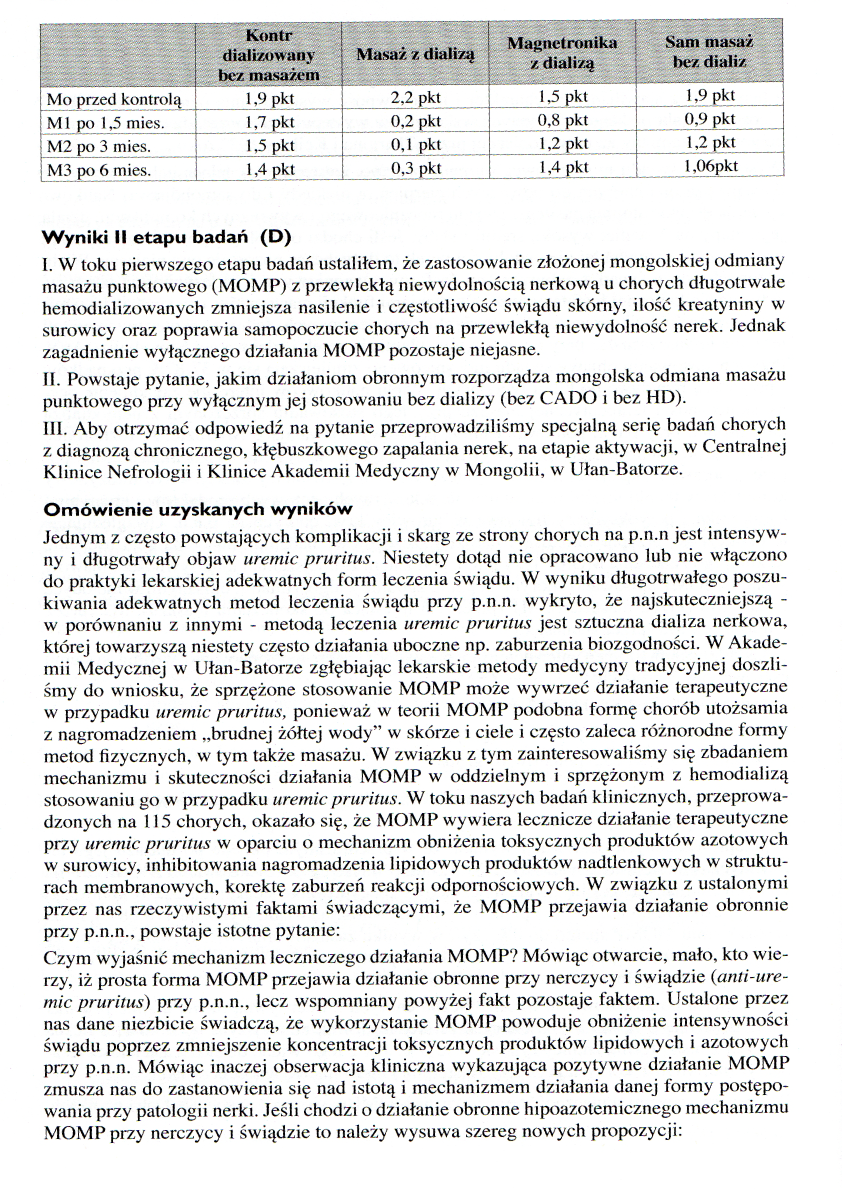 Kontr dializowany bez masażem | Masaż z dializą | Magnetronika z dializą | Sam masaż bez dializ
Mo przed kontrolą | 1,9 pkt | 2,2 pkt | 1,5 pkt | 1,9 pkt
M1 po 1,5 mies. | 1,7 pkt | 0,2 pkt | 0,8 pkt | 0,9 pkt
M2 po 3 mies. | 1,5 pkt | 0,1 pkt | 1,2 pkt | 1,2 pkt
M3 po 6 mies. | 1,4 pkt | 0,3 pkt | 1,4 pkt | 1,06pkt
Wyniki II etapu badań (D)
I. W toku pierwszego etapu badań ustaliłem, że zastosowanie złożonej mongolskiej odmiany
masażu punktowego (MOMP) z przewlekłą niewydolnością nerkową u chorych długotrwale
hemodializowanych zmniejsza nasilenie i częstotliwość świądu skórny, ilość kreatyniny w
surowicy oraz poprawia samopoczucie chorych na przewlekłą niewydolność nerek. Jednak
zagadnienie wyłącznego działania MOMP pozostaje niejasne.
II. Powstaje pytanie, jakim działaniom obronnym rozporządza mongolska odmiana masażu
punktowego przy wyłącznym jej stosowaniu bez dializy (bez CADO i bez HD).
III. Aby otrzymać odpowiedź na pytanie przeprowadziliśmy specjalną serię badań chorych
z diagnozą chronicznego, kłębuszkowego zapalania nerek, na etapie aktywacji, w Centralnej
Klinice Nefrologii i Klinice Akademii Medyczny w Mongolii, w Ułan-Batorze.
Omówienie uzyskanych wyników
Jednym z często powstających komplikacji i skarg ze strony chorych na p.n.n jest intensyw-
ny i długotrwały objaw uremic pruritus. Niestety dotąd nie opracowano lub nie włączono
do praktyki lekarskiej adekwatnych form leczenia świądu. W wyniku długotrwałego poszu-
kiwania adekwatnych metod leczenia świądu przy p.n.n. wykryto, że najskuteczniejszą -
w porównaniu z innymi - metodą leczenia uremic pruritus jest sztuczna dializa nerkowa,
której towarzyszą niestety często działania uboczne np. zaburzenia biozgodności. W Akade-
mii Medycznej w Ułan-Batorze zgłębiając lekarskie metody medycyny tradycyjnej doszli-
śmy do wniosku, że sprzężone stosowanie MOMP może wywrzeć działanie terapeutyczne
w przypadku uremic pruritus, ponieważ w teorii MOMP podobna formę chorób utożsamia
z nagromadzeniem „brudnej żółtej wody” w skórze i ciele i często zaleca różnorodne formy
metod fizycznych, w tym także masażu. W związku z tym zainteresowaliśmy się zbadaniem
mechanizmu i skuteczności działania MOMP w oddzielnym i sprzężonym z hemodializą
stosowaniu go w przypadku uremic pruritus. W toku naszych badań klinicznych, przeprowa-
dzonych na 115 chorych, okazało się, że MOMP wywiera lecznicze działanie terapeutyczne
przy uremic pruritus w oparciu o mechanizm obniżenia toksycznych produktów azotowych
w surowicy, inhibitowania nagromadzenia lipidowych produktów nadtlenkowych w struktu-
rach membranowych, korektę zaburzeń reakcji odpornościowych. W związku z ustalonymi
przez nas rzeczywistymi faktami świadczącymi, że MOMP przejawia działanie obronnie
przy p.n.n., powstaje istotne pytanie:
Czym wyjaśnić mechanizm leczniczego działania MOMP? Mówiąc otwarcie, mało, kto wie-
rzy, iż prosta forma MOMP przejawia działanie obronne przy nerczycy i świądzie (anti-ure-
mic pruritus) przy p.n.n., lecz wspomniany powyżej fakt pozostaje faktem. Ustalone przez
nas dane niezbicie świadczą, że wykorzystanie MOMP powoduje obniżenie intensywności
świądu poprzez zmniejszenie koncentracji toksycznych produktów lipidowych i azotowych
przy p.n.n. Mówiąc inaczej obserwacja kliniczna wykazująca pozytywne działanie MOMP
zmusza nas do zastanowienia się nad istotą i mechanizmem działania danej formy postępo-
wania przy patologii nerki. Jeśli chodzi o działanie obronne hipoazotemicznego mechanizmu
MOMP przy nerczycy i świądzie to należy wysuwa szereg nowych propozycji: